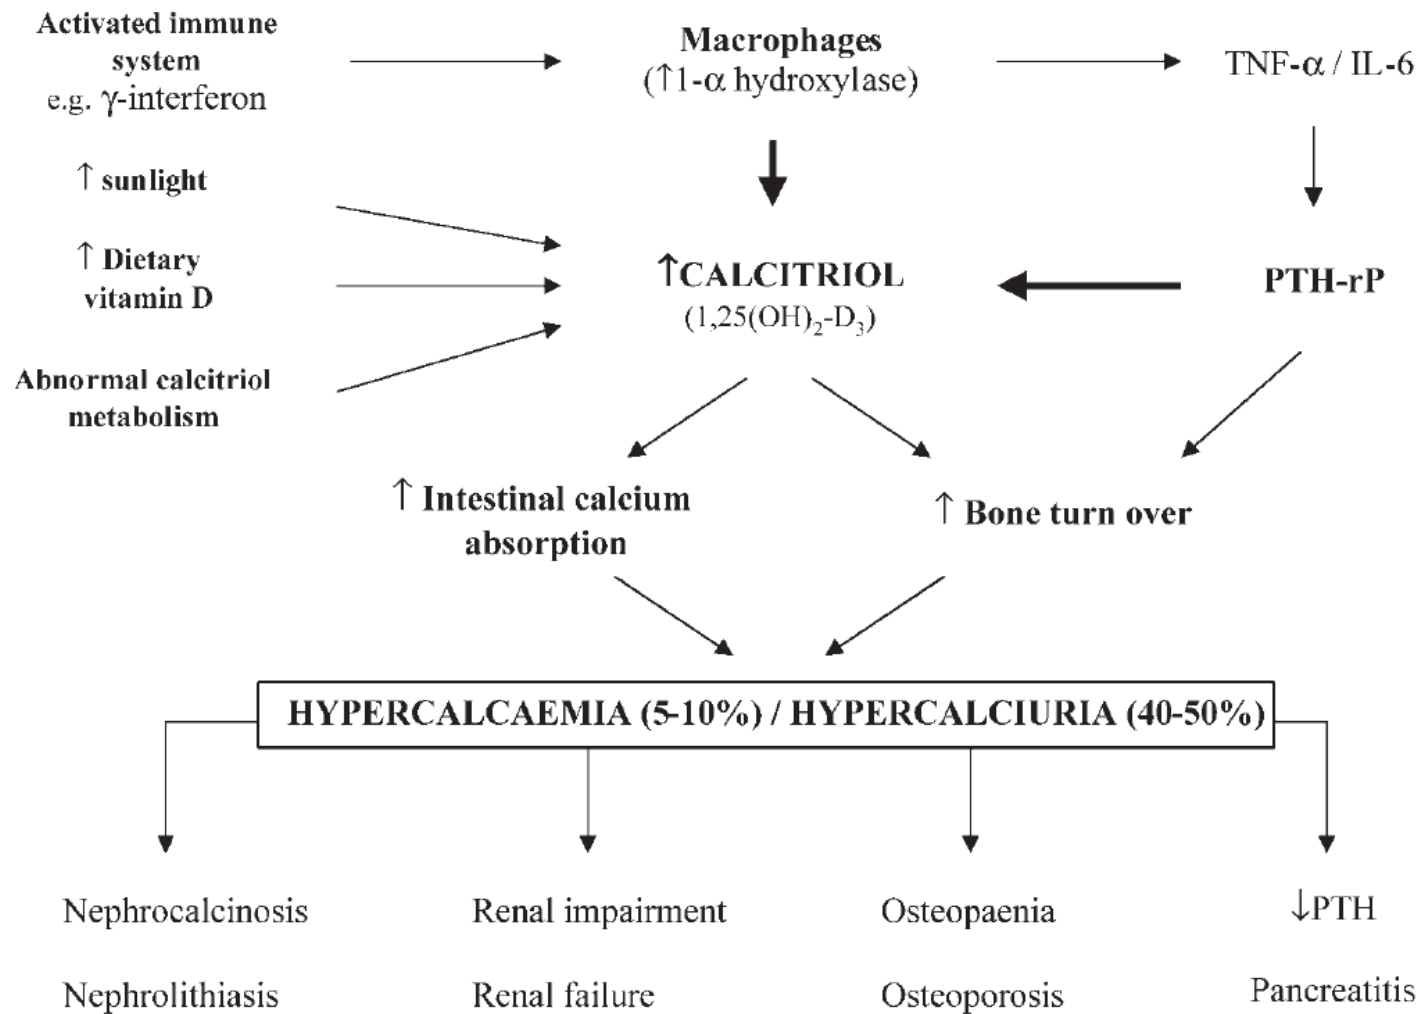 Activated immune
system
e.g. γ-interferon
Macrophages
(↑1-α hydroxylase)
TNF-α / IL-6
↑ sunlight
↑ Dietary
vitamin D
Abnormal calcitriol
metabolism
↑CALCITRIOL
(1,25(OH)₂-D₃)
PTH-rP
↑ Intestinal calcium
absorption
↑ Bone turn over
HYPERCALCAEMIA (5-10%) / HYPERCALCIURIA (40-50%)
Nephrocalcinosis
Nephrolithiasis
Renal impairment
Renal failure
Osteopaenia
Osteoporosis
↓PTH
Pancreatitis